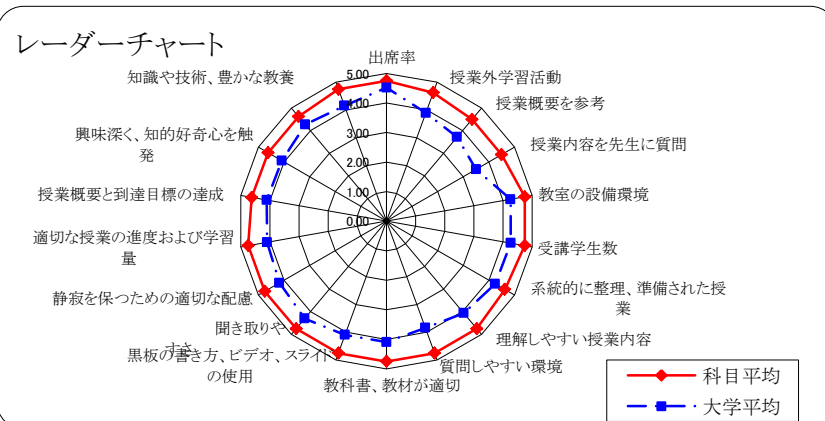 レーダーチャート
出席率
授業外学習活動
授業概要を参考
授業内容を先生に質問
教室の設備環境
受講学生数
系統的に整理、準備された授
業
理解しやすい授業内容
質問しやすい環境
教科書、教材が適切
黒板の書き方、ビデオ、スライド
の使用
聞き取りや
すさ
静寂を保つための適切な配慮
適切な授業の進度および学習
量
授業概要と到達目標の達成
興味深く、知的好奇心を触
発
知識や技術、豊かな教養
5.00
4.00
3.00
2.00
1.00
0.00
科目平均
大学平均